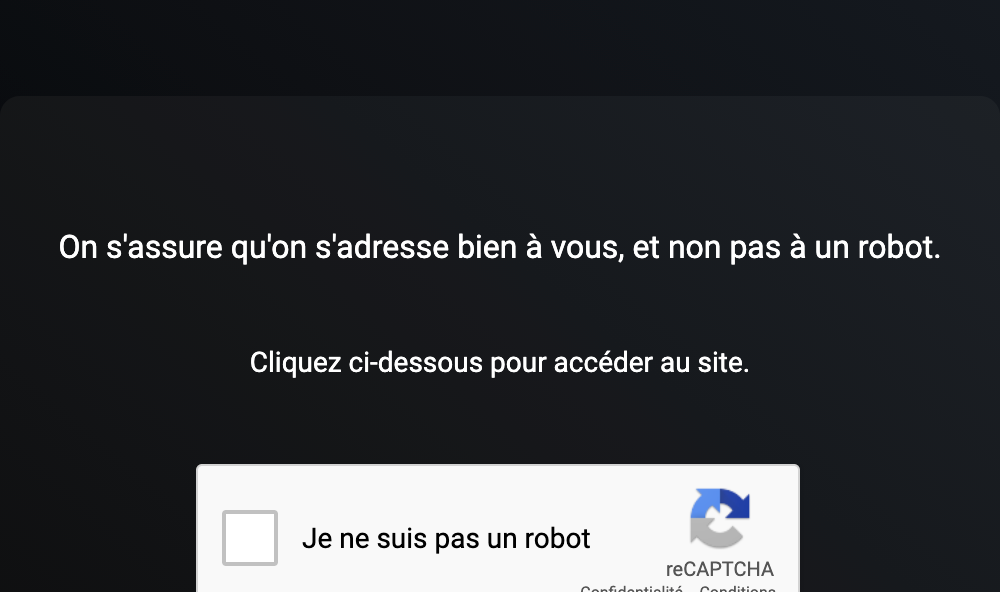 On s'assure qu'on s'adresse bien à vous, et non pas à un robot.
Cliquez ci-dessous pour accéder au site.
Je ne suis pas un robot
reCAPTCHA
Confidentialité - Conditions